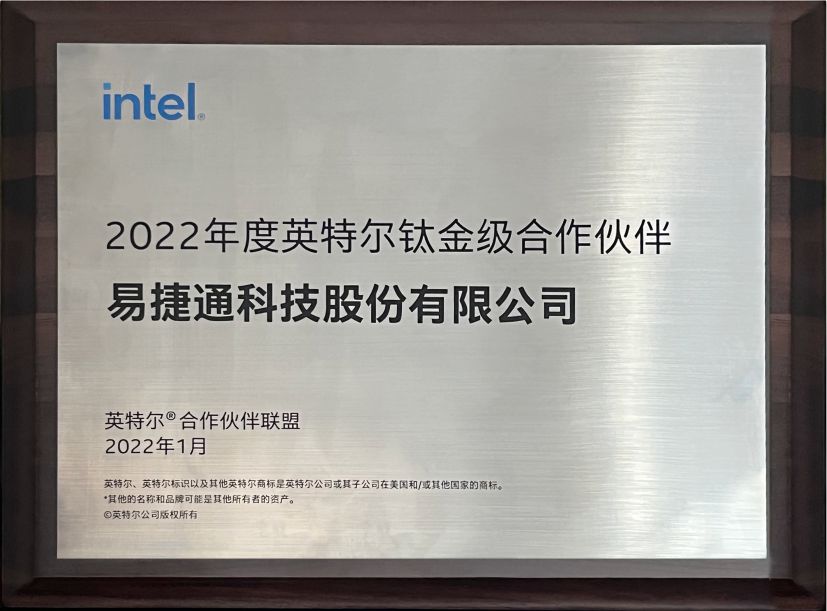 intel®
2022年度英特尔钛金级合作伙伴
易捷通科技股份有限公司
英特尔®合作伙伴联盟
2022年1月
英特尔、英特尔标识以及其他英特尔商标是英特尔公司或其子公司在美国和/或其他国家的商标。
*其他的名称和品牌可能是其他所有者的资产。
©英特尔公司版权所有